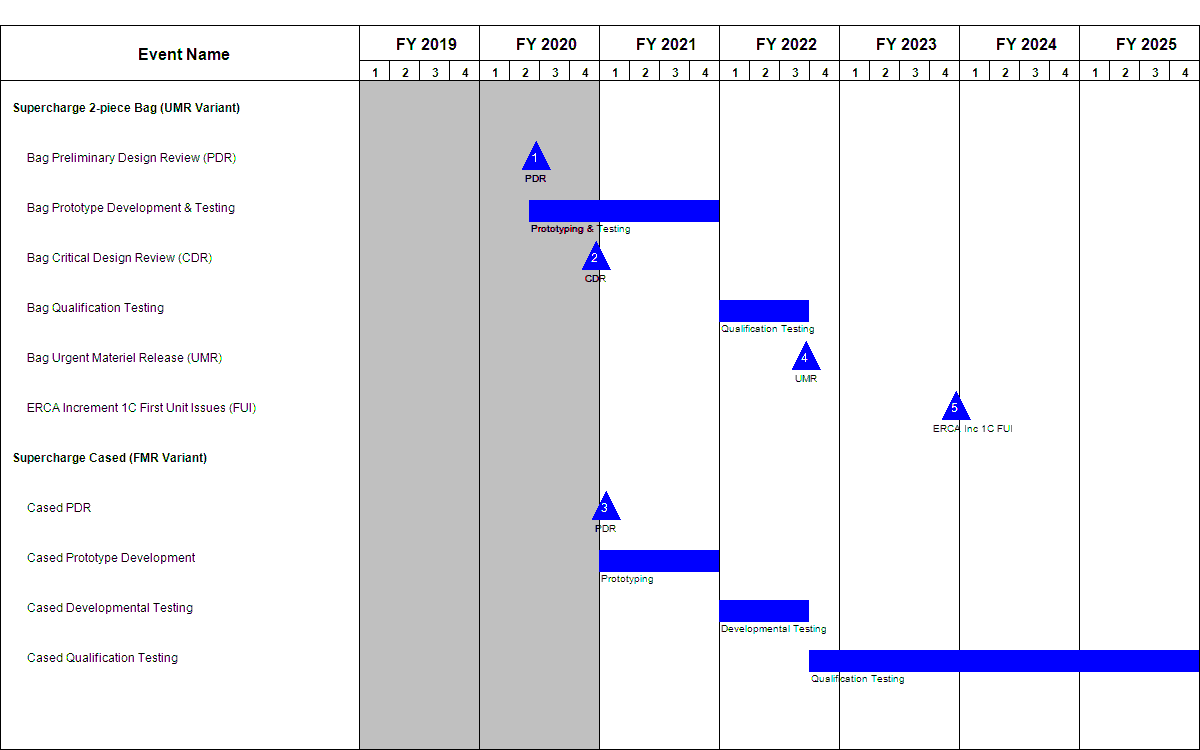 Event Name
FY 2019 FY 2020 FY 2021 FY 2022 FY 2023 FY 2024 FY 2025
1 2 3 4 1 2 3 4 1 2 3 4 1 2 3 4 1 2 3 4 1 2 3 4 1 2 3 4
Supercharge 2-piece Bag (UMR Variant)
Bag Preliminary Design Review (PDR) 1
PDR
Bag Prototype Development & Testing
Prototyping & Testing
Bag Critical Design Review (CDR) 2
CDR
Bag Qualification Testing
Qualification Testing
Bag Urgent Materiel Release (UMR) 4
UMR
ERCA Increment 1C First Unit Issues (FUI) 5
ERCA Inc 1C FUI
Supercharge Cased (FMR Variant)
Cased PDR 3
PDR
Cased Prototype Development
Prototyping
Cased Developmental Testing
Developmental Testing
Cased Qualification Testing
Qualification Testing